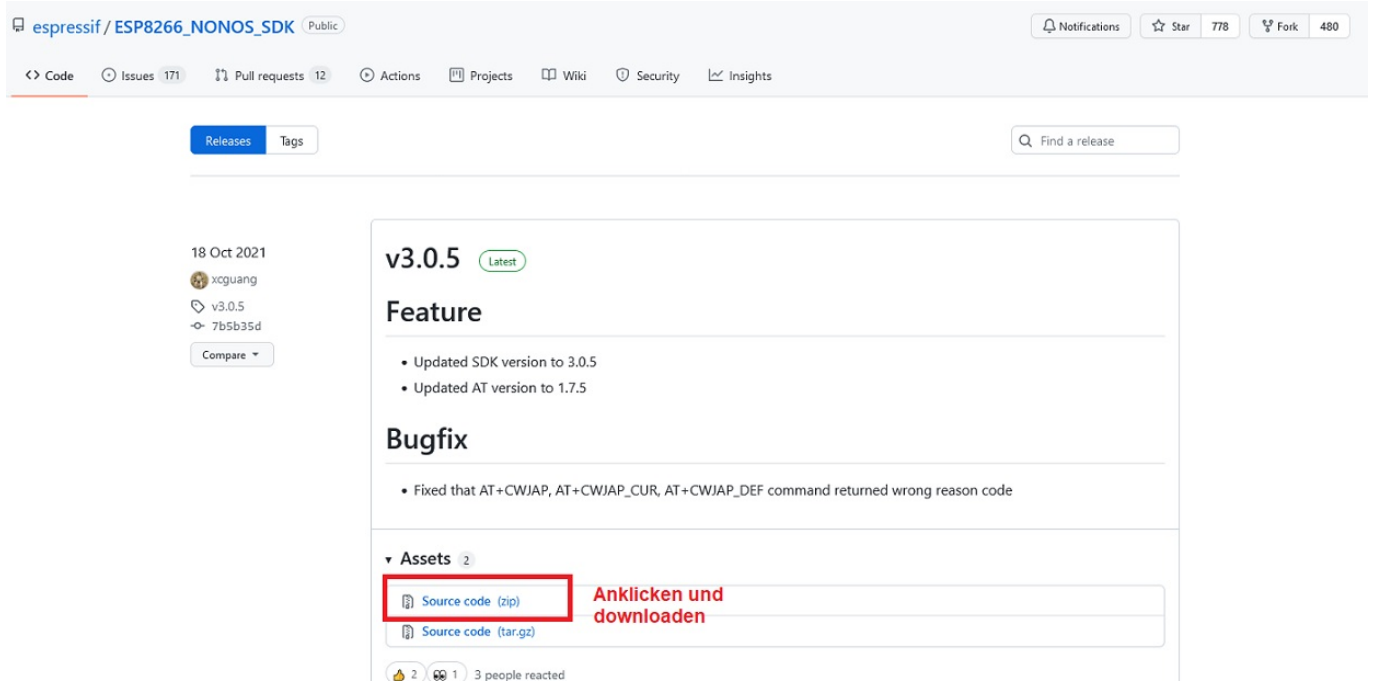 espressif / ESP8266_NONOS_SDK Public
Notifications Star 778 Fork 480
Code Issues 171 Pull requests 12 Actions Projects Wiki Security Insights
Releases Tags
Find a release
18 Oct 2021
xcguang
v3.0.5
7b5b35d
Compare
v3.0.5 Latest
Feature
• Updated SDK version to 3.0.5
• Updated AT version to 1.7.5
Bugfix
• Fixed that AT+CWJAP, AT+CWJAP_CUR, AT+CWJAP_DEF command returned wrong reason code
Assets 2
Source code (zip)
Anklicken und
downloaden
Source code (tar.gz)
2 1 3 people reacted